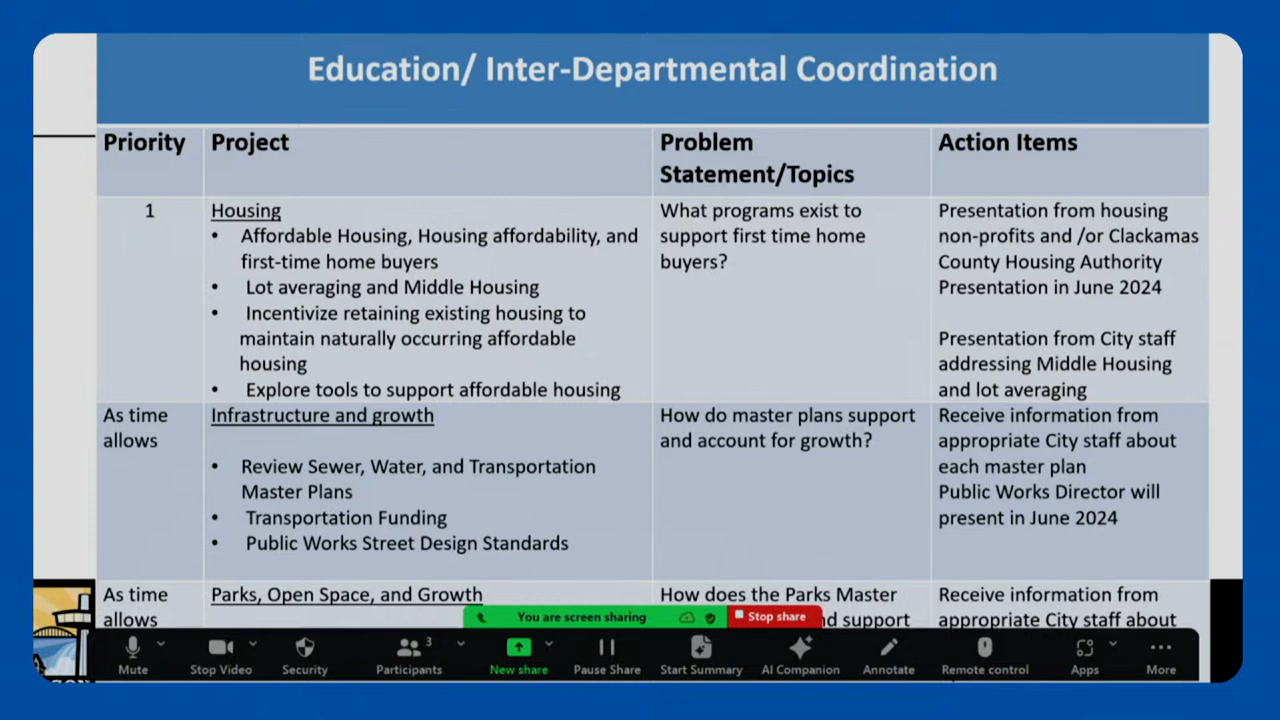 Education/ Inter-Departmental Coordination
Priority
Project
Problem
Statement/Topics
Action Items
1
Housing
• Affordable Housing, Housing affordability, and
first-time home buyers
• Lot averaging and Middle Housing
• Incentivize retaining existing housing to
maintain naturally occurring affordable
housing
• Explore tools to support affordable housing
What programs exist to
support first time home
buyers?
Presentation from housing
non-profits and /or Clackamas
County Housing Authority
Presentation in June 2024
Presentation from City staff
addressing Middle Housing
and lot averaging
As time
allows
Infrastructure and growth
• Review Sewer, Water, and Transportation
Master Plans
• Transportation Funding
• Public Works Street Design Standards
How do master plans support
and account for growth?
Receive information from
appropriate City staff about
each master plan
Public Works Director will
present in June 2024
As time
allows
Parks, Open Space, and Growth
How does the Parks Master
support
Receive information from
appropriate City staff about
You are screen sharing
Stop share
Mute
Stop Video
Security
Participants
3
New share
Pause Share
Start Summary
AI Companion
Annotate
Remote control
Apps
More